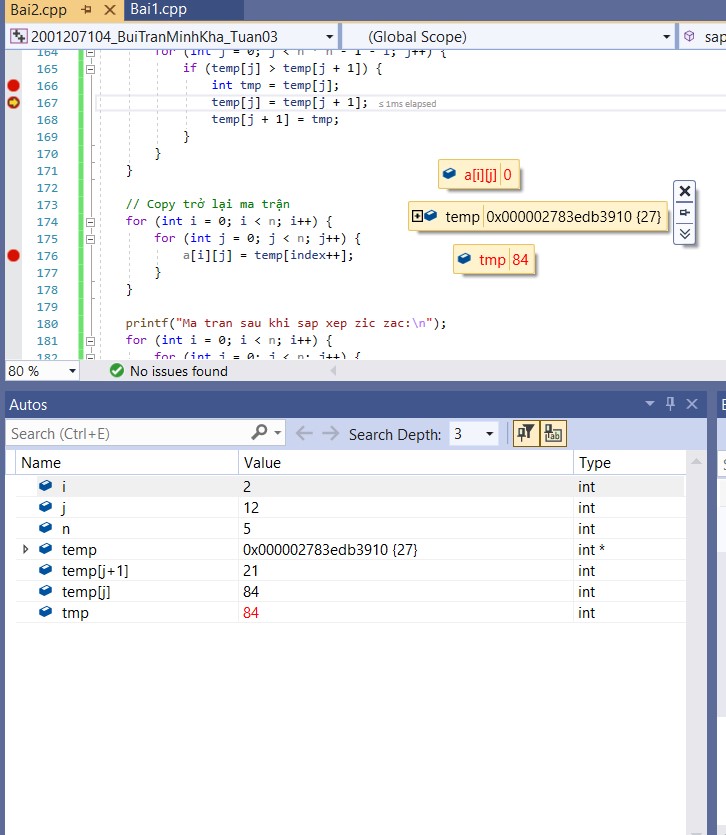 Bai2.cpp Bai1.cpp
2001207104_BuiTranMinhKha_Tuan03 (Global Scope) sap
164 for (int j = 0; j < n * n - i - 1; j++) {
165 if (temp[j] > temp[j + 1]) {
166 int tmp = temp[j];
167 temp[j] = temp[j + 1]; ≤ 1ms elapsed
168 temp[j + 1] = tmp;
169 }
170 }
171 }
a[i][j] 0
172
173 // Copy trở lại ma trận
174 for (int i = 0; i < n; i++) {
temp 0x000002783edb3910 {27}
175 for (int j = 0; j < n; j++) {
176 a[i][j] = temp[index++];
tmp 84
177 }
178 }
179
180 printf("Ma tran sau khi sap xep zic zac:\n");
181 for (int i = 0; i < n; i++) {
182 for (int j = 0; j < n; j++) {
80 % No issues found
Autos
Search (Ctrl+E) Search Depth: 3
Name Value Type
i 2 int
j 12 int
n 5 int
temp 0x000002783edb3910 {27} int *
temp[j+1] 21 int
temp[j] 84 int
tmp 84 int